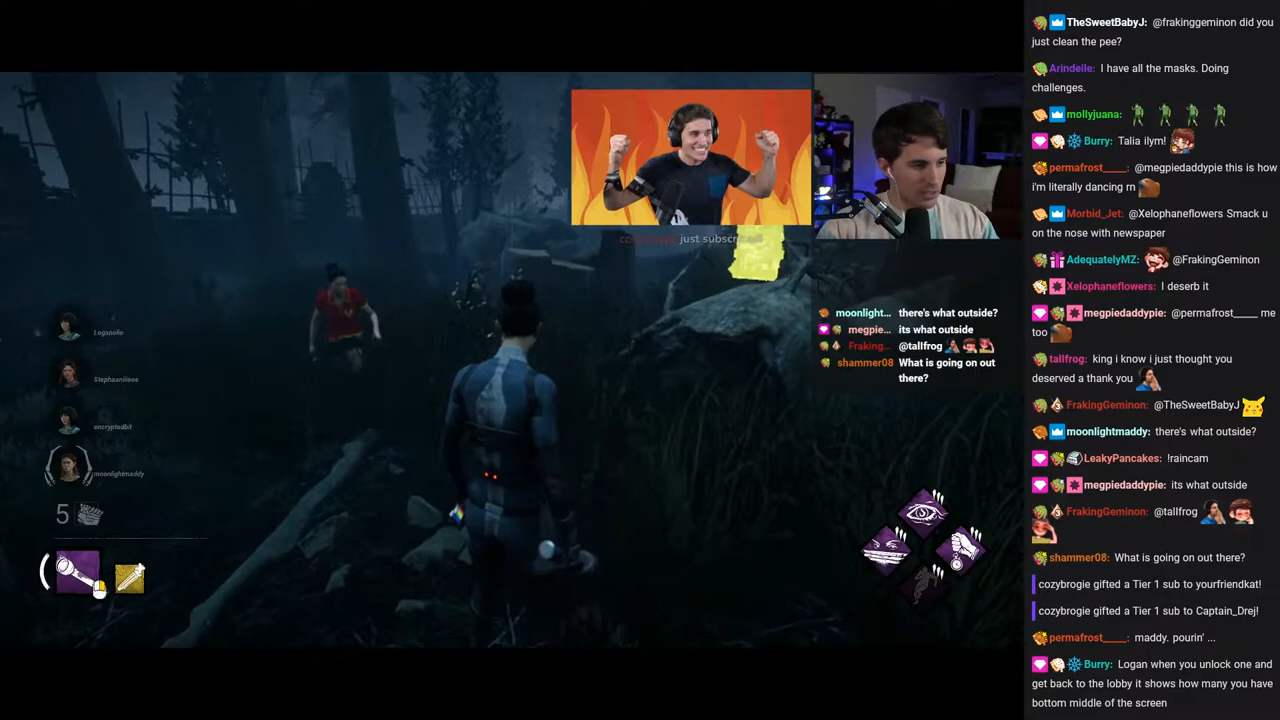 TheSweetBabyJ: @frakinggeminon did you
just clean the pee?
Arindelle: I have all the masks. Doing
challenges.
mollyjuana:
Burry: Talia ilym!
permafrost_____: @megpiedaddypie this is how
i'm literally dancing rn
Morbid_Jet: @Xelophaneflowers Smack u
on the nose with newspaper
AdequatelyMZ: @FrakingGeminon
Xelophaneflowers: I deserb it
megpiedaddypie: @permafrost_____ me
too
tallfrog: king i know i just thought you
deserved a thank you
FrakingGeminon: @TheSweetBabyJ
moonlightmaddy: there's what outside?
LeakyPancakes: !raincam
megpiedaddypie: its what outside
FrakingGeminon: @tallfrog
shammer08: What is going on out there?
cozybrogie gifted a Tier 1 sub to yourfriendkat!
cozybrogie gifted a Tier 1 sub to Captain_Drej!
permafrost_____: maddy. pourin' ...
Burry: Logan when you unlock one and
get back to the lobby it shows how many you have
bottom middle of the screen
just subscribed!
moonlight... there's what outside?
megpie... its what outside
Fraking... @tallfrog
shammer08 What is going on out
there?
Loganolio
Stephaanlieee
encryptedbit
moonlightmaddy
5